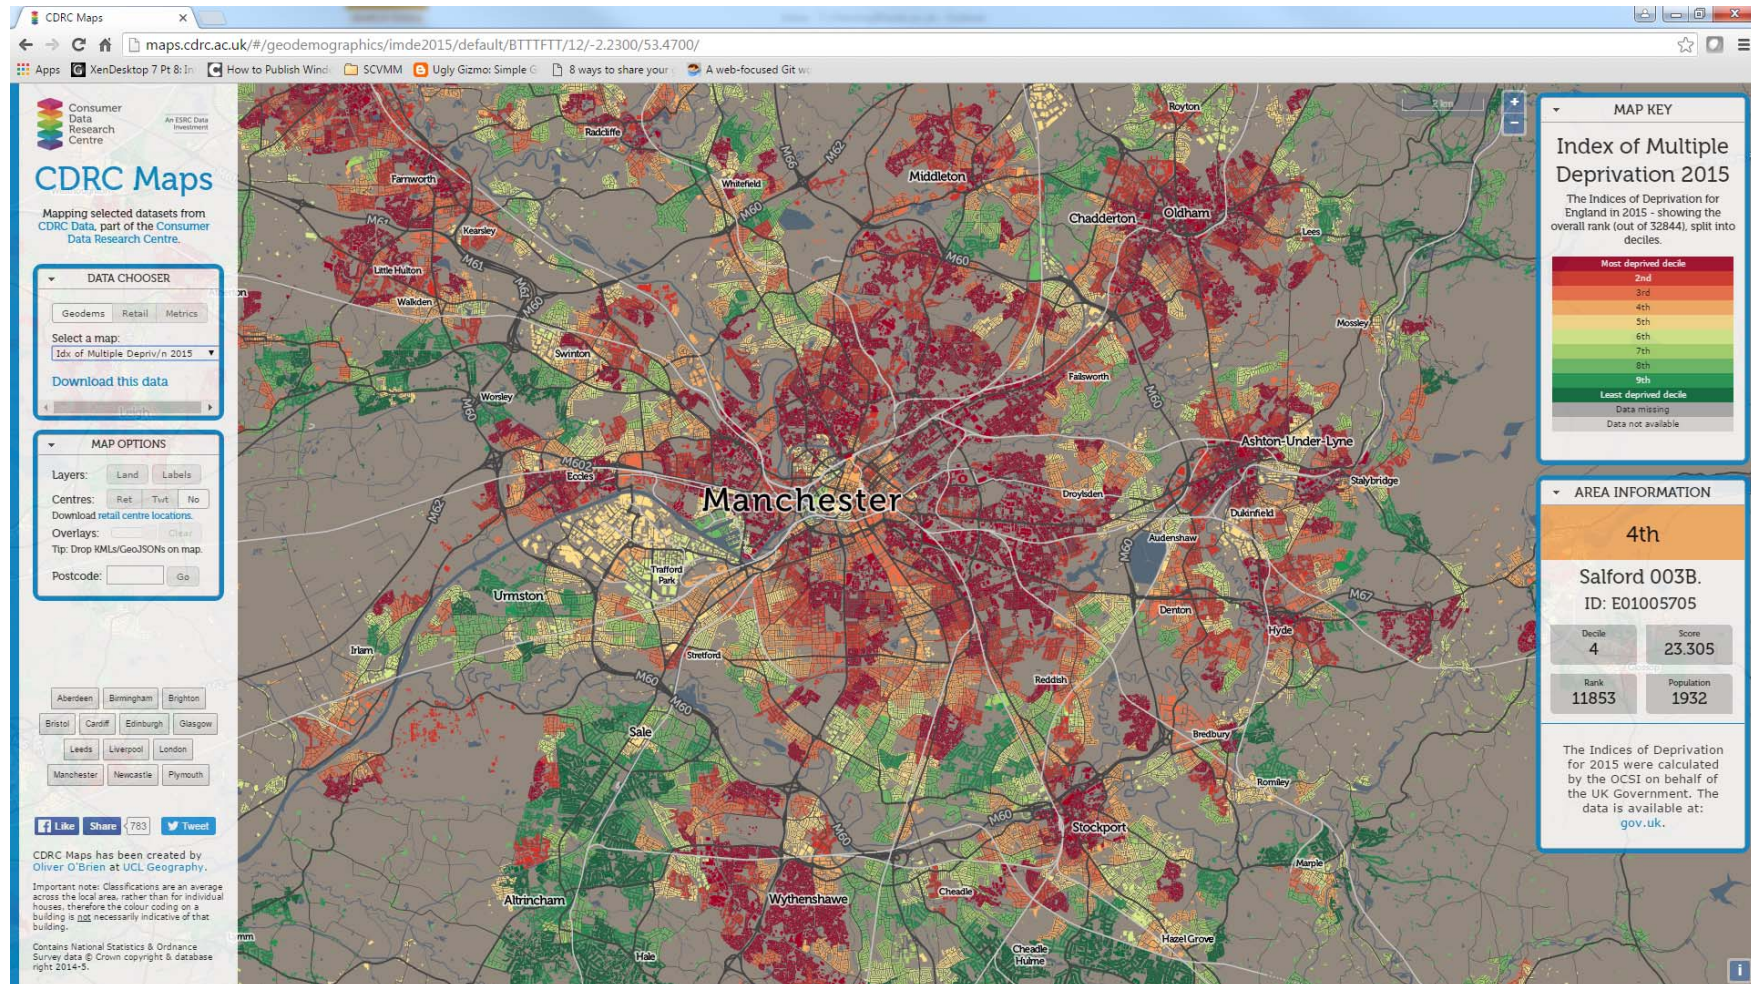 CDRC Maps
maps.cdrc.ac.uk/#/geodemographics/imde2015/default/BTTTFTT/12/-2.2300/53.4700/
Apps
XenDesktop 7 Pt 8: In
How to Publish Wind
SCVMM
Ugly Gizmo: Simple G
8 ways to share your
A web-focused Git w
Consumer
Data
Research
Centre
An ESRC Data
Investment
CDRC Maps
Mapping selected datasets from
CDRC Data, part of the Consumer
Data Research Centre.
DATA CHOOSER
Geodems Retail Metrics
Select a map:
Idx of Multiple Depriv/n 2015
Download this data
MAP OPTIONS
Layers: Land Labels
Centres: Ret Twt No
Download retail centre locations.
Overlays: Clear
Tip: Drop KMLs/GeoJSONs on map.
Postcode: Go
Aberdeen Birmingham Brighton
Bristol Cardiff Edinburgh Glasgow
Leeds Liverpool London
Manchester Newcastle Plymouth
Like Share 783 Tweet
CDRC Maps has been created by
Oliver O'Brien at UCL Geography.
Important note: Classifications are an average
across the local area, rather than for individual
houses, therefore the colour coding on a
building is not necessarily indicative of that
building.
Contains National Statistics & Ordnance
Survey data © Crown copyright & database
right 2014-5.
Royton
Radcliffe
M66
M62
Farnworth
Whitefield
Middleton
M60
Chadderton
Oldham
M61
Kearsley
Lees
M60
Little Hulton
M61
M61
M60
Walkden
Mossley
Swinton
Failsworth
Worsley
M60
M60
Ashton-Under-Lyne
M602
Eccles
Stalybridge
Manchester
Droylsden
M62
Dukinfield
Audenshaw
M60
Trafford
Park
Urmston
M67
Denton
Hyde
Irlam
Stretford
M60
Reddish
M60
Sale
Bredbury
Romiley
M60
Stockport
Marple
Altrincham
Wythenshawe
Cheadle
Hazel Grove
Cheadle
Hulme
Hale
2 km
+
−
MAP KEY
Index of Multiple
Deprivation 2015
The Indices of Deprivation for
England in 2015 - showing the
overall rank (out of 32844), split into
deciles.
Most deprived decile
2nd
3rd
4th
5th
6th
7th
8th
9th
Least deprived decile
Data missing
Data not available
AREA INFORMATION
4th
Salford 003B.
ID: E01005705
Decile
4
Score
23.305
Rank
11853
Population
1932
The Indices of Deprivation
for 2015 were calculated
by the OCSI on behalf of
the UK Government. The
data is available at:
gov.uk.
i